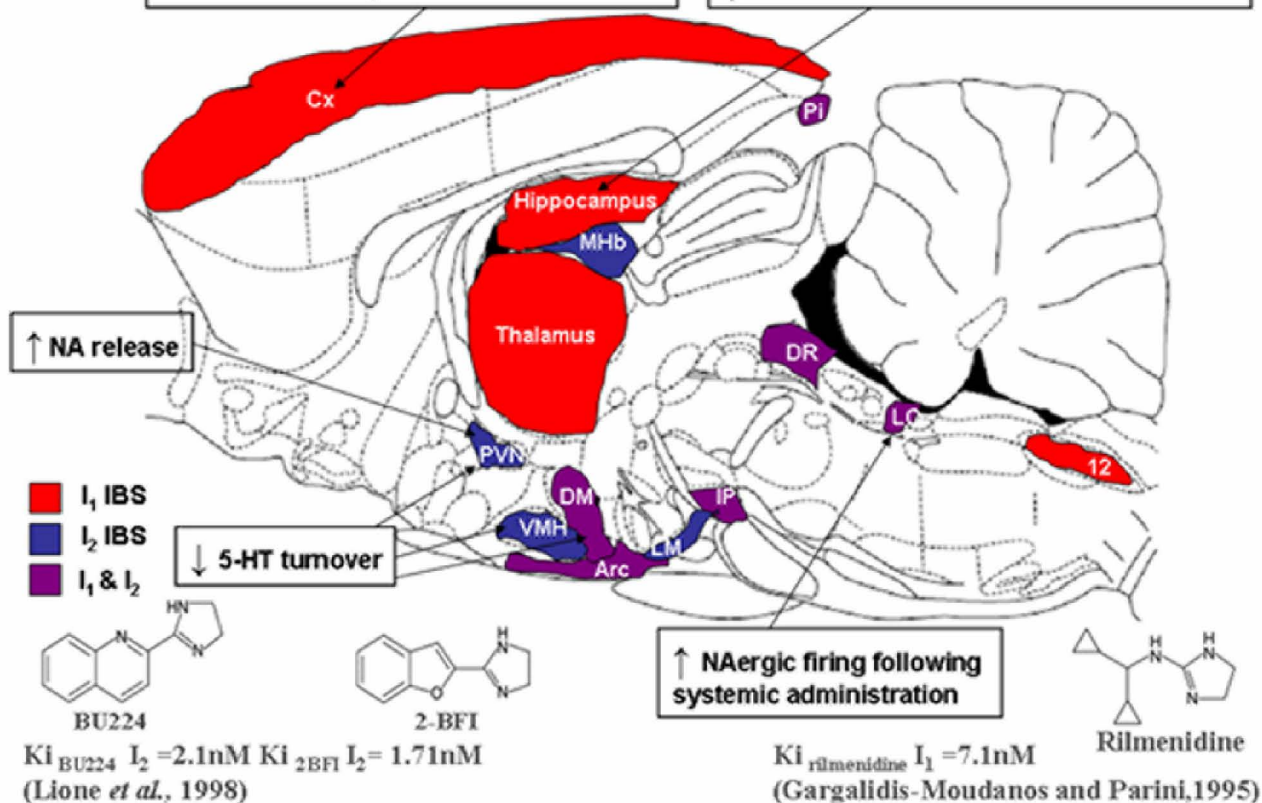 Cx
Pi
Hippocampus
MHb
↑ NA release
Thalamus
DR
LC
PVN
12
I₁ IBS
DM
IP
I₂ IBS
VMH
LM
↓ 5-HT turnover
Arc
I₁ & I₂
HN
N
N
H
N
O
N
↑ NAergic firing following
systemic administration
H
N
H
N
N
BU224
2-BFI
Rilmenidine
Ki BU224 I₂ =2.1nM Ki 2BFI I₂= 1.71nM
Ki rilmenidine I₁ =7.1nM
(Lione et al., 1998)
(Gargalidis-Moudanos and Parini,1995)